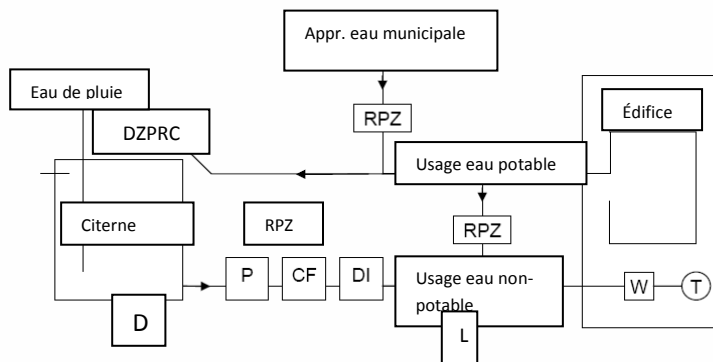 Appr. eau municipale
Eau de pluie
DZPRC
RPZ
Édifice
Usage eau potable
Citerne
RPZ
RPZ
P
CF
DI
Usage eau non-
potable
W
T
D
L